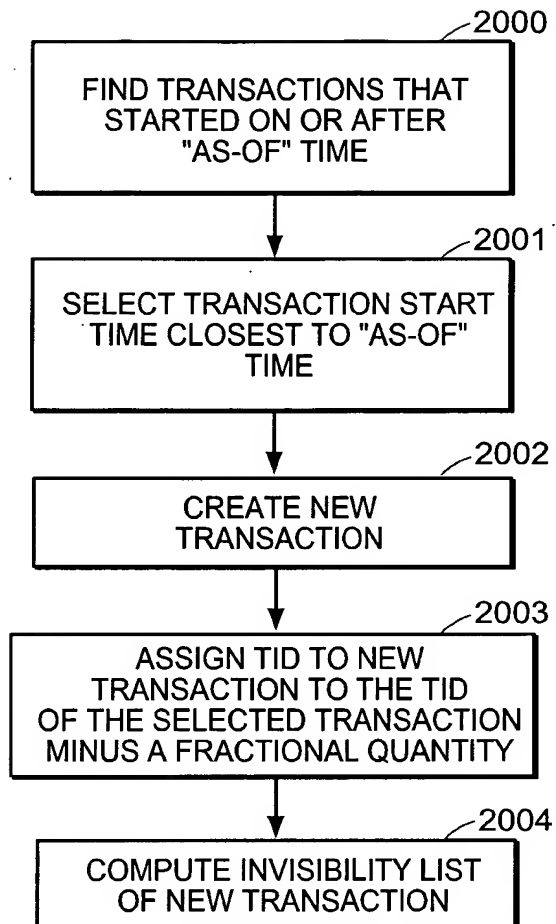 2000
FIND TRANSACTIONS THAT
STARTED ON OR AFTER
"AS-OF" TIME
2001
SELECT TRANSACTION START
TIME CLOSEST TO "AS-OF"
TIME
2002
CREATE NEW
TRANSACTION
2003
ASSIGN TID TO NEW
TRANSACTION TO THE TID
OF THE SELECTED TRANSACTION
MINUS A FRACTIONAL QUANTITY
2004
COMPUTE INVISIBILITY LIST
OF NEW TRANSACTION